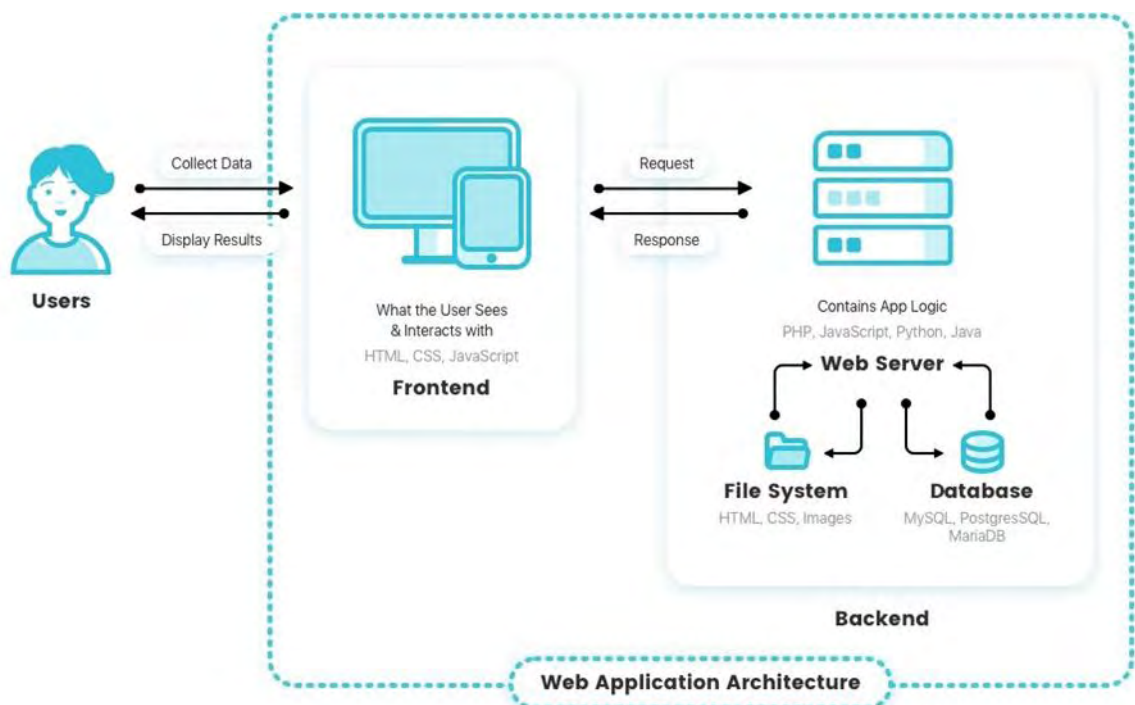 Collect Data
Display Results
Users
What the User Sees
& Interacts with
HTML, CSS, JavaScript
Frontend
Request
Response
Contains App Logic
PHP, JavaScript, Python, Java
Web Server
File System
HTML, CSS, Images
Database
MySQL, PostgresSQL,
MariaDB
Backend
Web Application Architecture